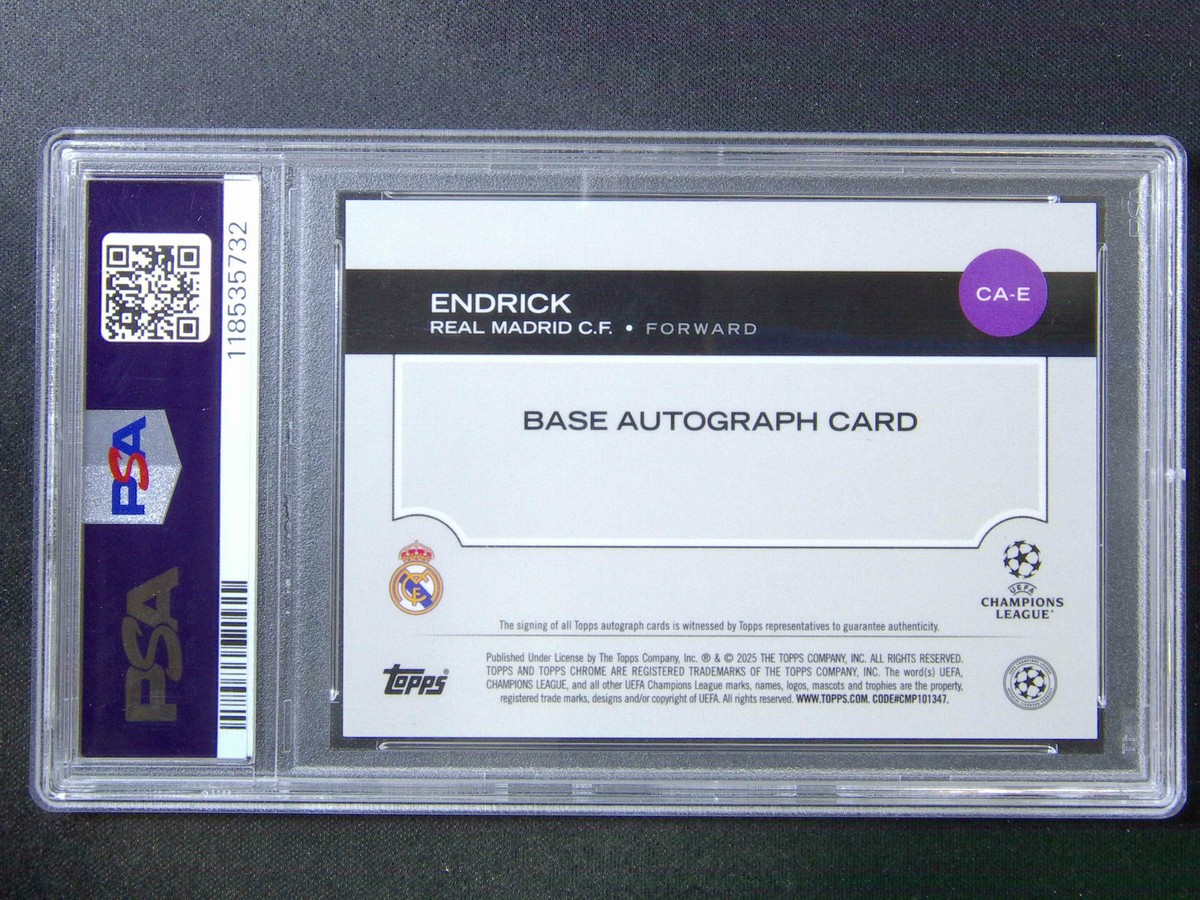 118535732
PSA
PSA
ENDRICK
REAL MADRID C.F. • FORWARD
CA-E
BASE AUTOGRAPH CARD
UEFA
CHAMPIONS
LEAGUE
The signing of all Topps autograph cards is witnessed by Topps representatives to guarantee authenticity.
Topps®
Published Under License by The Topps Company, Inc. ® & © 2025 THE TOPPS COMPANY, INC. ALL RIGHTS RESERVED.
TOPPS AND TOPPS CHROME ARE REGISTERED TRADEMARKS OF THE TOPPS COMPANY, INC. The word(s) UEFA,
CHAMPIONS LEAGUE, and all other UEFA Champions League marks, names, logos, mascots and trophies are the property,
registered trade marks, designs and/or copyright of UEFA. All rights reserved. WWW.TOPPS.COM. CODE#CMP101347.